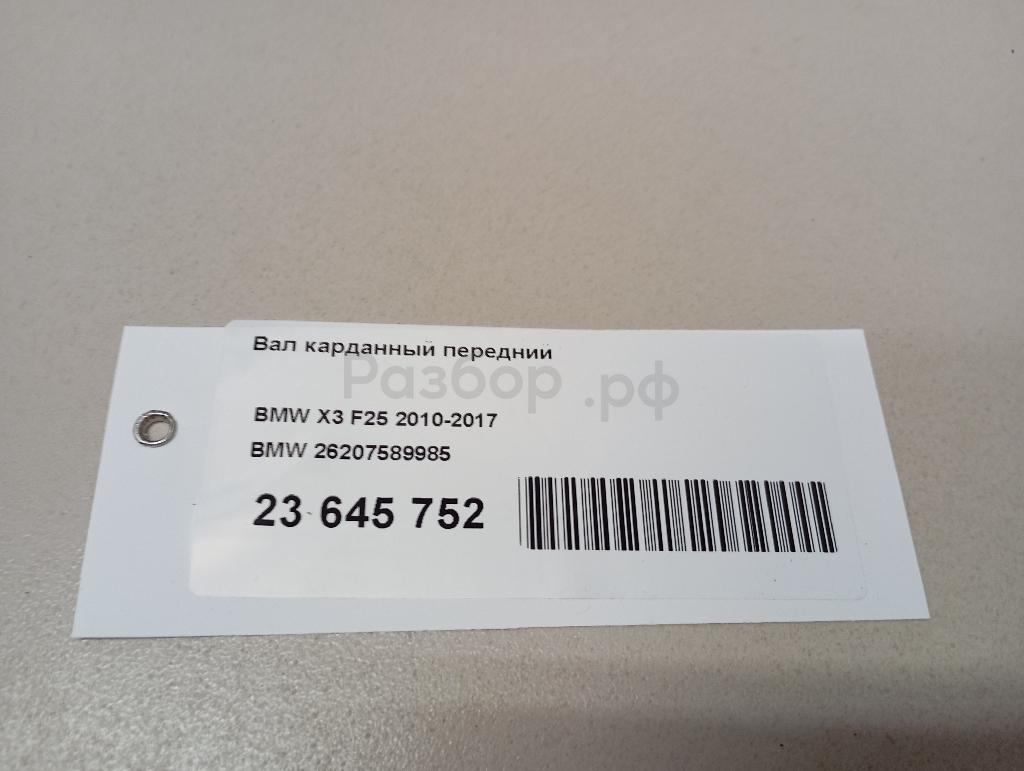 Вал карданный передний
Разбор.рф
BMW X3 F25 2010-2017
BMW 26207589985
23 645 752